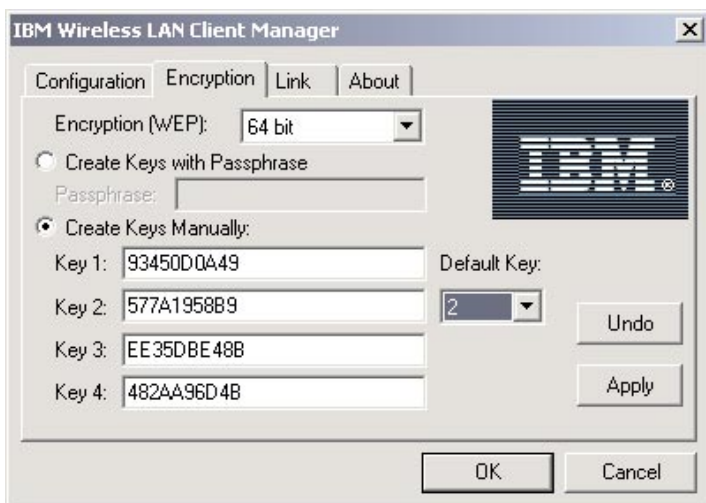 IBM Wireless LAN Client Manager
Configuration Encryption Link About
Encryption (WEP): 64 bit
IBM ®
Create Keys with Passphrase
Passphrase:
Create Keys Manually:
Key 1: 93450D0A49
Default Key:
Key 2: 577A1958B9
2
Key 3: EE35DBE48B
Undo
Key 4: 482AA96D4B
Apply
OK Cancel